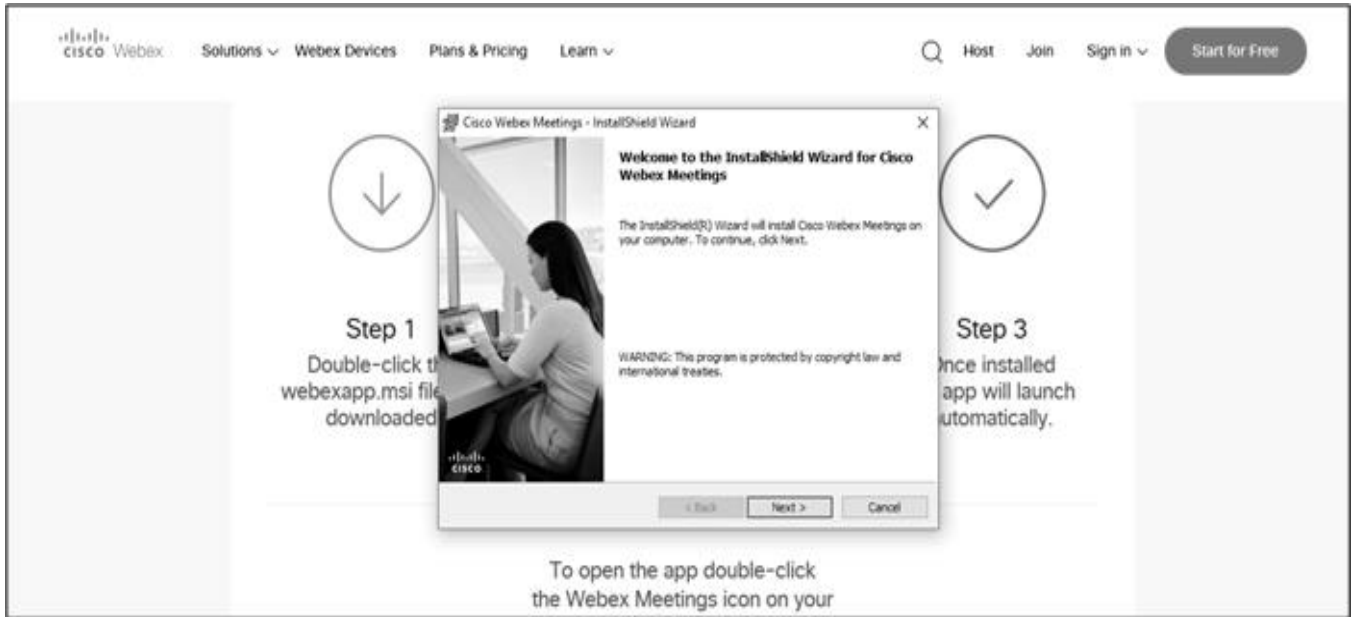 cisco Webex Solutions Webex Devices Plans & Pricing Learn Host Join Sign in Start for Free
Cisco Webex Meetings - InstallShield Wizard
Welcome to the InstallShield Wizard for Cisco
Webex Meetings
The InstallShield(R) Wizard will install Cisco Webex Meetings on
your computer. To continue, click Next.
WARNING: This program is protected by copyright law and
international treaties.
cisco
< Back Next > Cancel
Step 1
Double-click th
webexapp.msi file
downloaded
Step 3
Once installed
app will launch
automatically.
To open the app double-click
the Webex Meetings icon on your